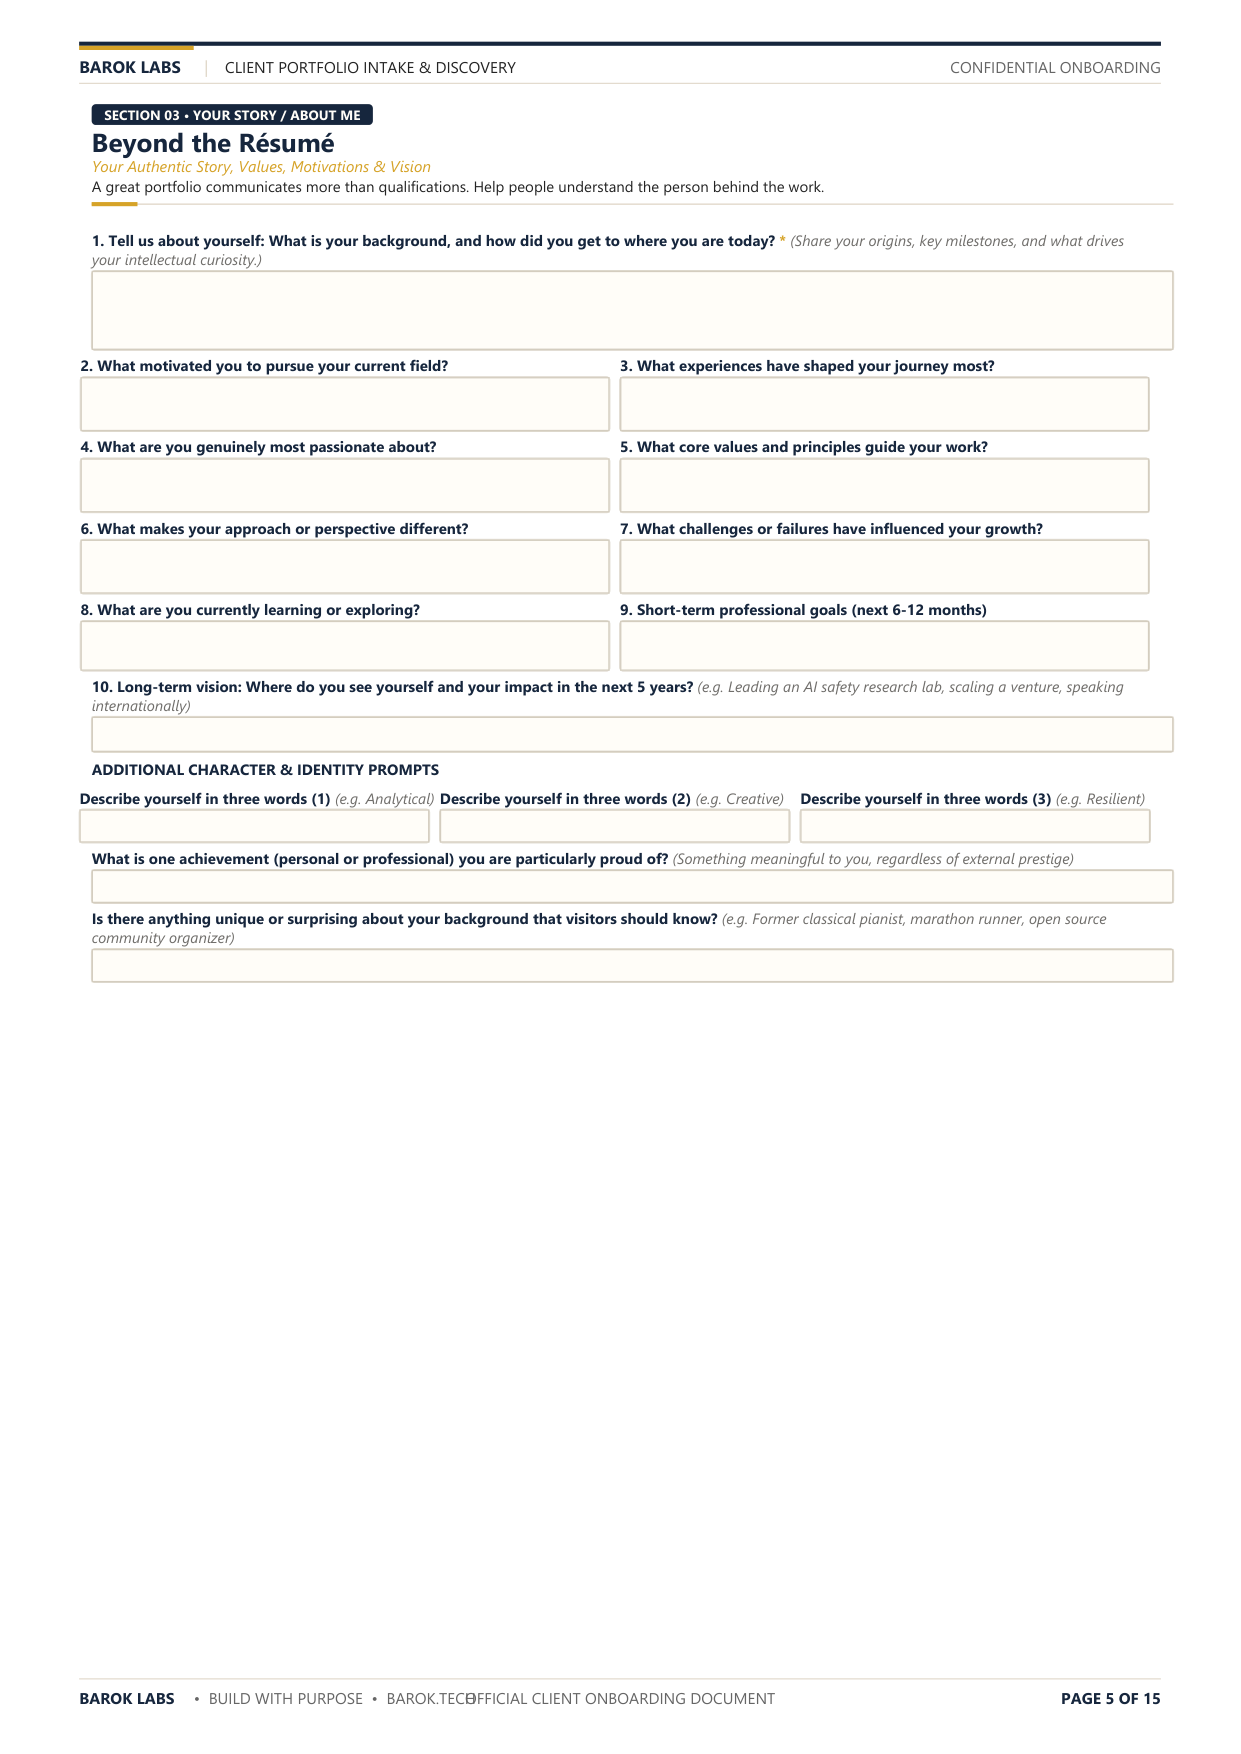 BAROK LABS | CLIENT PORTFOLIO INTAKE & DISCOVERY CONFIDENTIAL ONBOARDING
SECTION 03 • YOUR STORY / ABOUT ME
Beyond the Résumé
Your Authentic Story, Values, Motivations & Vision
A great portfolio communicates more than qualifications. Help people understand the person behind the work.
1. Tell us about yourself: What is your background, and how did you get to where you are today? * (Share your origins, key milestones, and what drives
your intellectual curiosity.)
2. What motivated you to pursue your current field?
3. What experiences have shaped your journey most?
4. What are you genuinely most passionate about?
5. What core values and principles guide your work?
6. What makes your approach or perspective different?
7. What challenges or failures have influenced your growth?
8. What are you currently learning or exploring?
9. Short-term professional goals (next 6-12 months)
10. Long-term vision: Where do you see yourself and your impact in the next 5 years? (e.g. Leading an AI safety research lab, scaling a venture, speaking
internationally)
ADDITIONAL CHARACTER & IDENTITY PROMPTS
Describe yourself in three words (1) (e.g. Analytical)
Describe yourself in three words (2) (e.g. Creative)
Describe yourself in three words (3) (e.g. Resilient)
What is one achievement (personal or professional) you are particularly proud of? (Something meaningful to you, regardless of external prestige)
Is there anything unique or surprising about your background that visitors should know? (e.g. Former classical pianist, marathon runner, open source
community organizer)
BAROK LABS • BUILD WITH PURPOSE • BAROK.TECH OFFICIAL CLIENT ONBOARDING DOCUMENT PAGE 5 OF 15